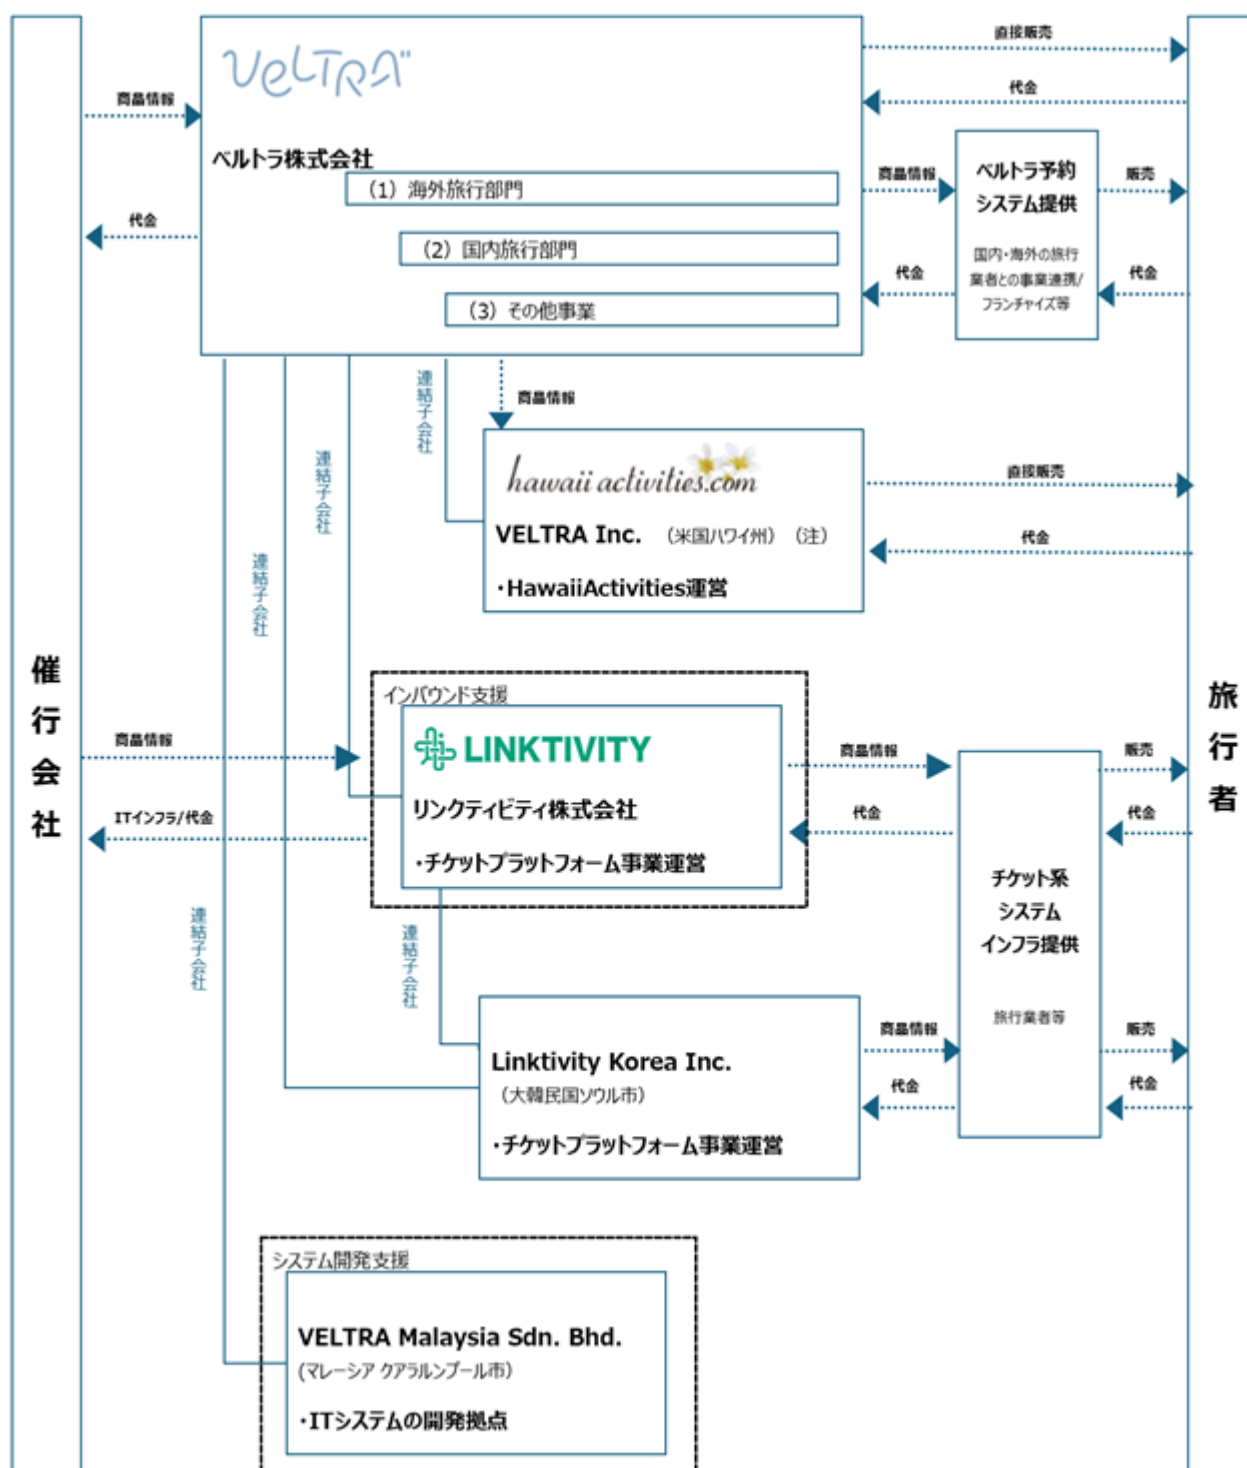 VELTRA
直接販売
商品情報
代金
ベルトラ株式会社
(1) 海外旅行部門
商品情報
ベルトラ予約
システム提供
販売
代金
(2) 国内旅行部門
国内・海外の旅行
業者との事業連携/
フランチャイズ等
代金
代金
(3) その他事業
連結子会社
商品情報
連結子会社
hawaii activities.com
直接販売
VELTRA Inc. (米国ハワイ州) (注)
代金
・HawaiiActivities運営
連結子会社
催行会社
旅行者
インバウンド支援
商品情報
LINKTIVITY
商品情報
販売
リンクティビティ株式会社
ITインフラ/代金
代金
代金
・チケットプラットフォーム事業運営
チケット系
システム
インフラ提供
旅行業者等
連結子会社
連結子会社
商品情報
販売
Linktivity Korea Inc.
(大韓民国ソウル市)
代金
代金
・チケットプラットフォーム事業運営
システム開発支援
VELTRA Malaysia Sdn. Bhd.
(マレーシア クアラルンプール市)
・ITシステムの開発拠点